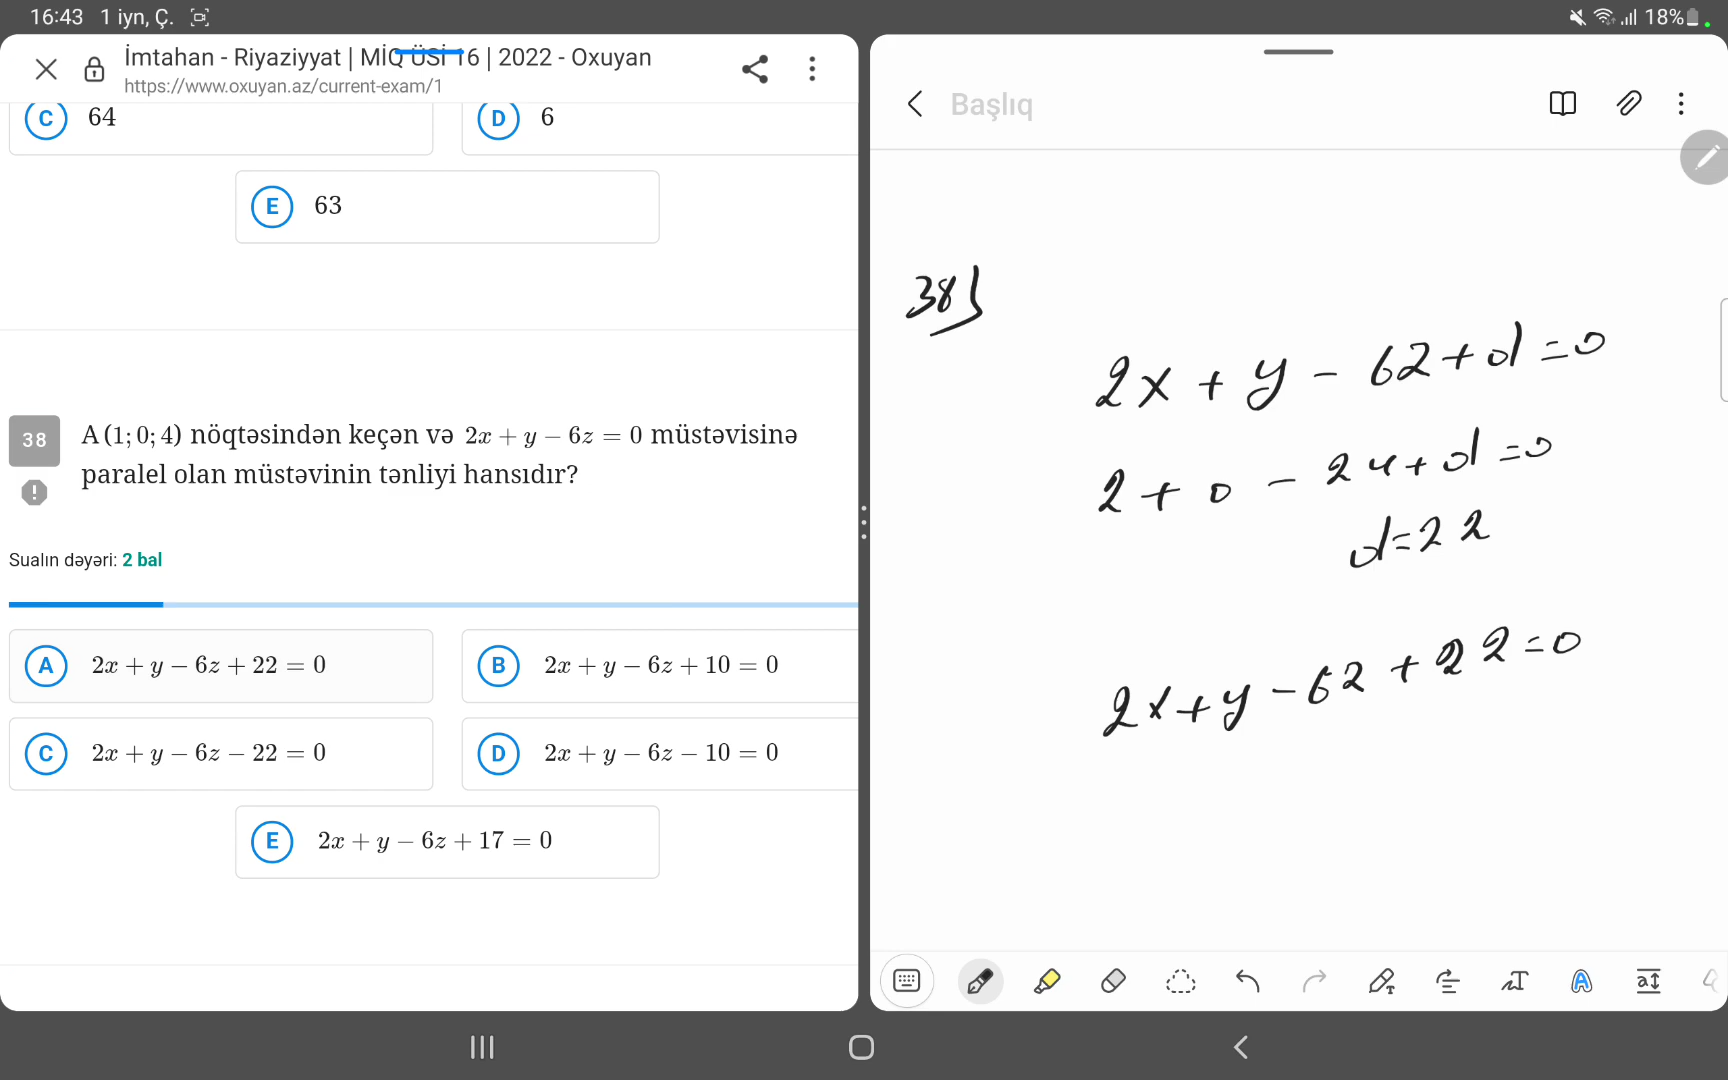 16:43 1 iyn, Ç.
18%
İmtahan - Riyaziyyat | MİQ ÜSİ 16 | 2022 - Oxuyan
https://www.oxuyan.az/current-exam/1
C 64
D 6
E 63
38 A (1; 0; 4) nöqtəsindən keçən və 2x + y − 6z = 0 müstəvisinə
paralel olan müstəvinin tənliyi hansıdır?
Sualın dəyəri: 2 bal
A 2x + y − 6z + 22 = 0
B 2x + y − 6z + 10 = 0
C 2x + y − 6z − 22 = 0
D 2x + y − 6z − 10 = 0
E 2x + y − 6z + 17 = 0
Başlıq
38)
2x + y − 6z + d = 0
2 + 0 − 24 + d = 0
d = 22
2x + y − 6z + 22 = 0